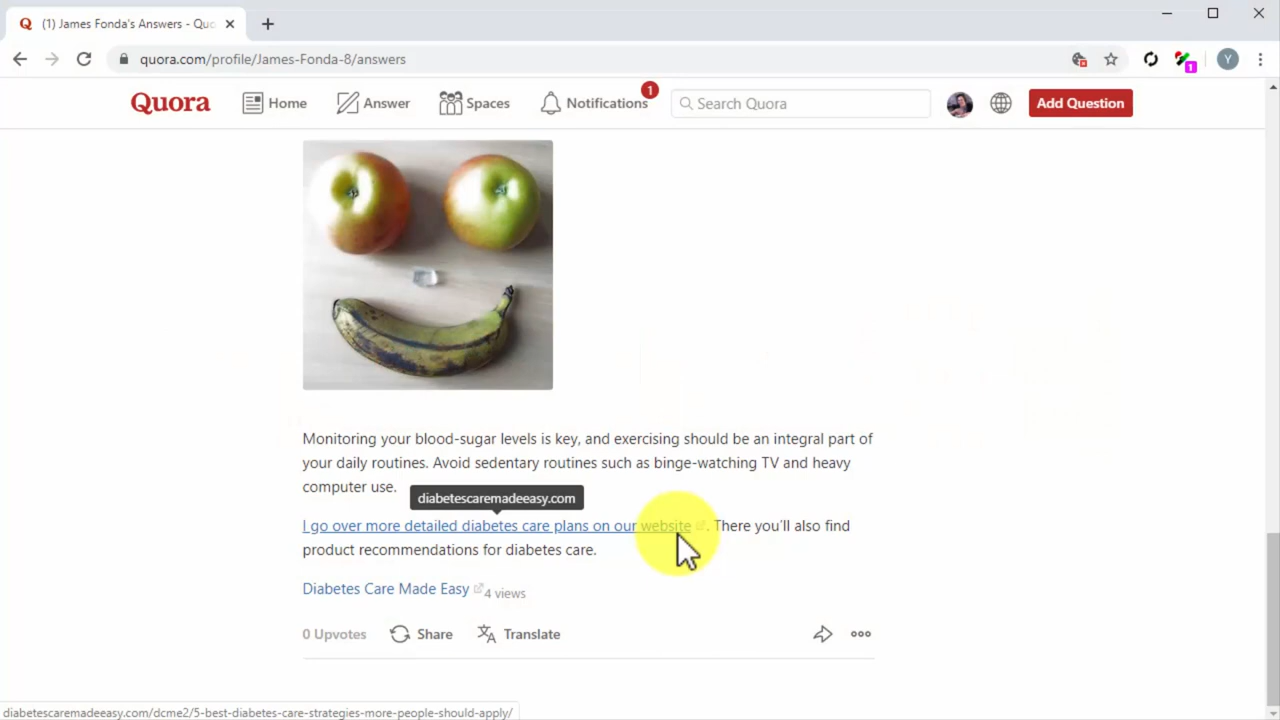 (1) James Fonda's Answers - Quo
quora.com/profile/James-Fonda-8/answers
1
Y
Quora
Home
Answer
Spaces
Notifications
1
Search Quora
Add Question
Monitoring your blood-sugar levels is key, and exercising should be an integral part of
your daily routines. Avoid sedentary routines such as binge-watching TV and heavy
computer use.
diabetescaremadeeasy.com
I go over more detailed diabetes care plans on our website. There you'll also find
product recommendations for diabetes care.
Diabetes Care Made Easy 4 views
0 Upvotes
Share
Translate
diabetescaremadeeasy.com/dcme2/5-best-diabetes-care-strategies-more-people-should-apply/